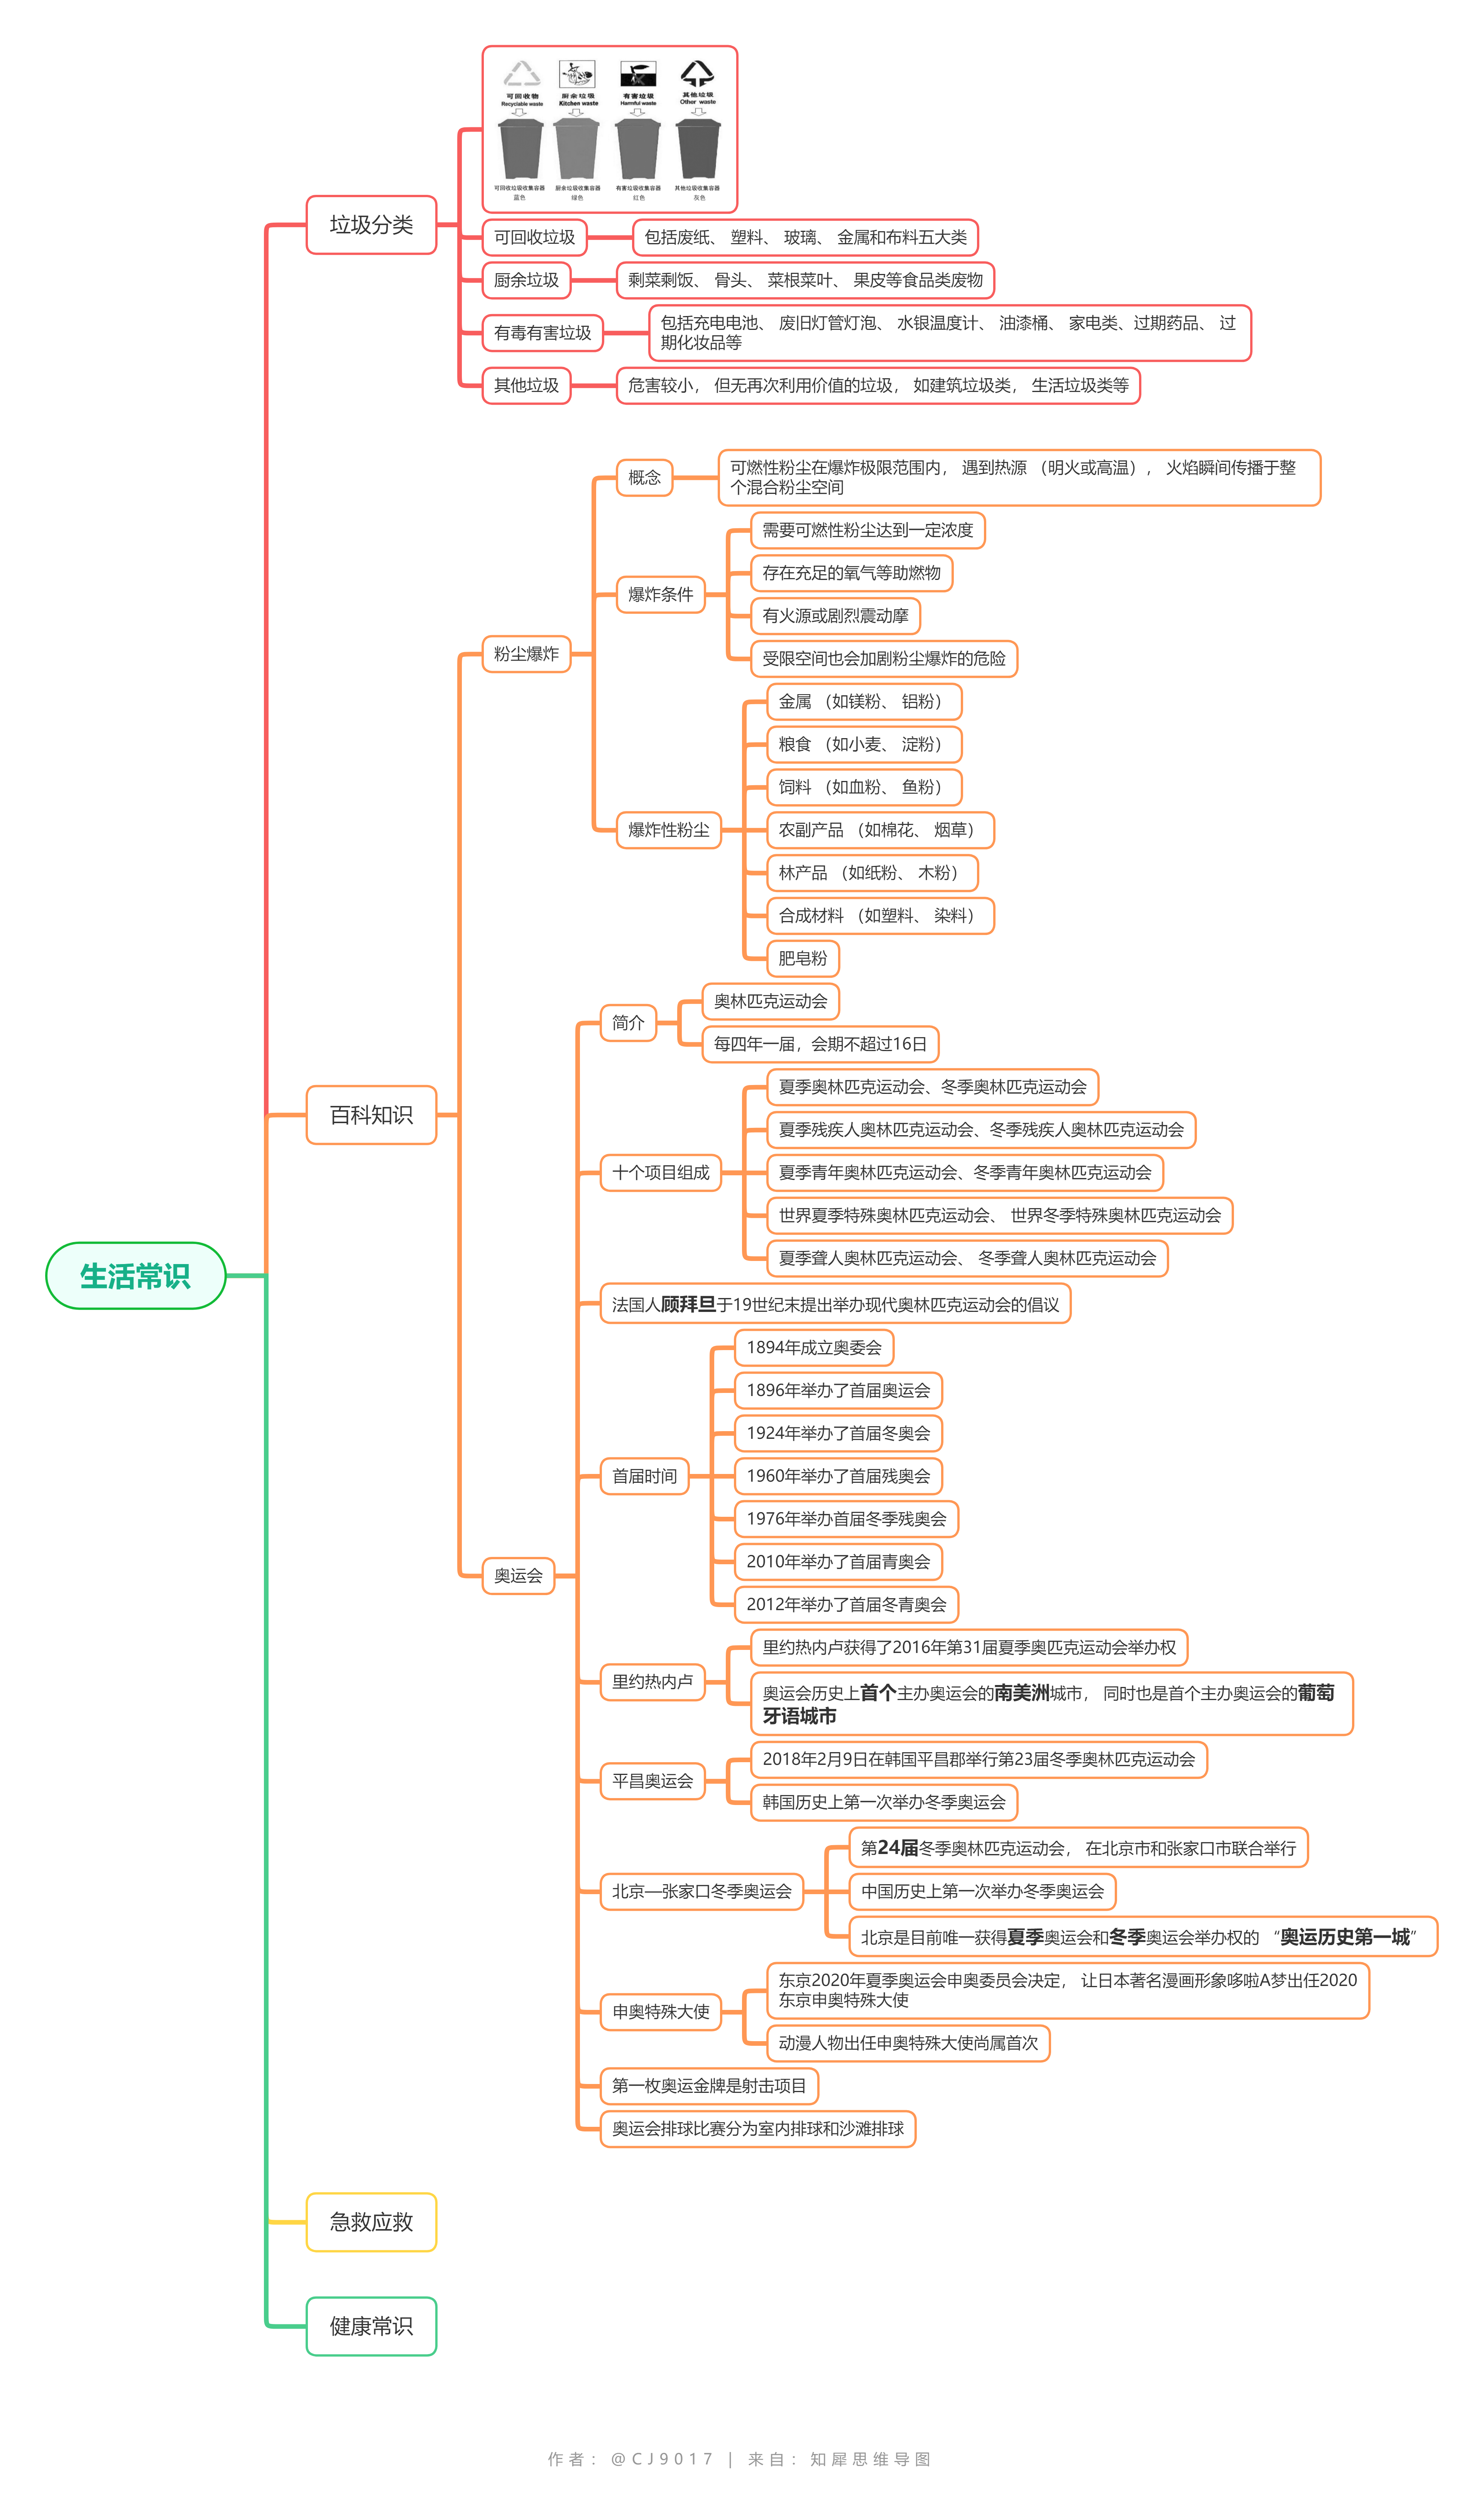 可回收物
Recyclable waste
厨余垃圾
Kitchen waste
有害垃圾
Harmful waste
其他垃圾
Other waste
可回收垃圾收集容器
蓝色
厨余垃圾收集容器
绿色
有害垃圾收集容器
红色
其他垃圾收集容器
灰色
垃圾分类
可回收垃圾
包括废纸、 塑料、 玻璃、 金属和布料五大类
厨余垃圾
剩菜剩饭、 骨头、 菜根菜叶、 果皮等食品类废物
有毒有害垃圾
包括充电电池、 废旧灯管灯泡、 水银温度计、 油漆桶、 家电类、过期药品、 过
期化妆品等
其他垃圾
危害较小， 但无再次利用价值的垃圾， 如建筑垃圾类， 生活垃圾类等
百科知识
粉尘爆炸
概念
可燃性粉尘在爆炸极限范围内， 遇到热源 （明火或高温） ， 火焰瞬间传播于整
个混合粉尘空间
爆炸条件
需要可燃性粉尘达到一定浓度
存在充足的氧气等助燃物
有火源或剧烈震动摩
受限空间也会加剧粉尘爆炸的危险
爆炸性粉尘
金属 （如镁粉、 铝粉）
粮食 （如小麦、 淀粉）
饲料 （如血粉、 鱼粉）
农副产品 （如棉花、 烟草）
林产品 （如纸粉、 木粉）
合成材料 （如塑料、 染料）
肥皂粉
奥运会
简介
奥林匹克运动会
每四年一届，会期不超过16日
十个项目组成
夏季奥林匹克运动会、冬季奥林匹克运动会
夏季残疾人奥林匹克运动会、冬季残疾人奥林匹克运动会
夏季青年奥林匹克运动会、冬季青年奥林匹克运动会
世界夏季特殊奥林匹克运动会、 世界冬季特殊奥林匹克运动会
夏季聋人奥林匹克运动会、 冬季聋人奥林匹克运动会
法国人顾拜旦于19世纪末提出举办现代奥林匹克运动会的倡议
首届时间
1894年成立奥委会
1896年举办了首届奥运会
1924年举办了首届冬奥会
1960年举办了首届残奥会
1976年举办首届冬季残奥会
2010年举办了首届青奥会
2012年举办了首届冬青奥会
里约热内卢
里约热内卢获得了2016年第31届夏季奥匹克运动会举办权
奥运会历史上首个主办奥运会的南美洲城市， 同时也是首个主办奥运会的葡萄
牙语城市
平昌奥运会
2018年2月9日在韩国平昌郡举行第23届冬季奥林匹克运动会
韩国历史上第一次举办冬季奥运会
北京—张家口冬季奥运会
第24届冬季奥林匹克运动会， 在北京市和张家口市联合举行
中国历史上第一次举办冬季奥运会
北京是目前唯一获得夏季奥运会和冬季奥运会举办权的 “奥运历史第一城”
申奥特殊大使
东京2020年夏季奥运会申奥委员会决定， 让日本著名漫画形象哆啦A梦出任2020
东京申奥特殊大使
动漫人物出任申奥特殊大使尚属首次
第一枚奥运金牌是射击项目
奥运会排球比赛分为室内排球和沙滩排球
生活常识
急救应救
健康常识
作者：@CJ9017 | 来自：知犀思维导图